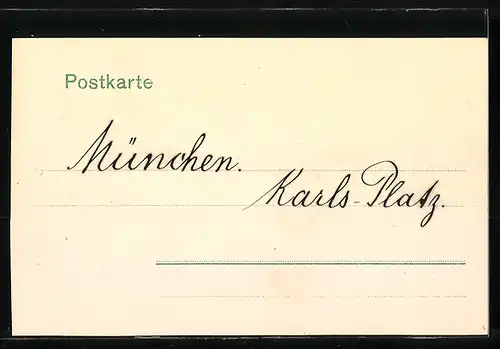 Postkarte
München.
Karls-Platz.